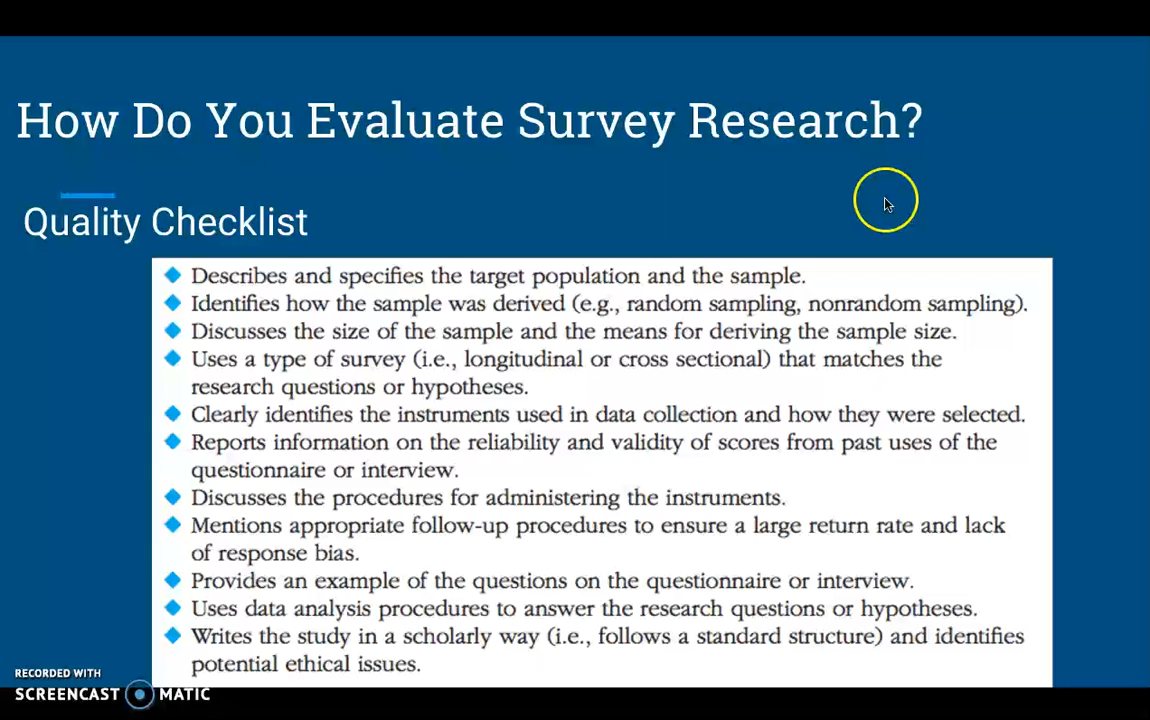 How Do You Evaluate Survey Research?
Quality Checklist
Describes and specifies the target population and the sample.
Identifies how the sample was derived (e.g., random sampling, nonrandom sampling).
Discusses the size of the sample and the means for deriving the sample size.
Uses a type of survey (i.e., longitudinal or cross sectional) that matches the
research questions or hypotheses.
Clearly identifies the instruments used in data collection and how they were selected.
Reports information on the reliability and validity of scores from past uses of the
questionnaire or interview.
Discusses the procedures for administering the instruments.
Mentions appropriate follow-up procedures to ensure a large return rate and lack
of response bias.
Provides an example of the questions on the questionnaire or interview.
Uses data analysis procedures to answer the research questions or hypotheses.
Writes the study in a scholarly way (i.e., follows a standard structure) and identifies
potential ethical issues.
RECORDED WITH
SCREENCAST MATIC